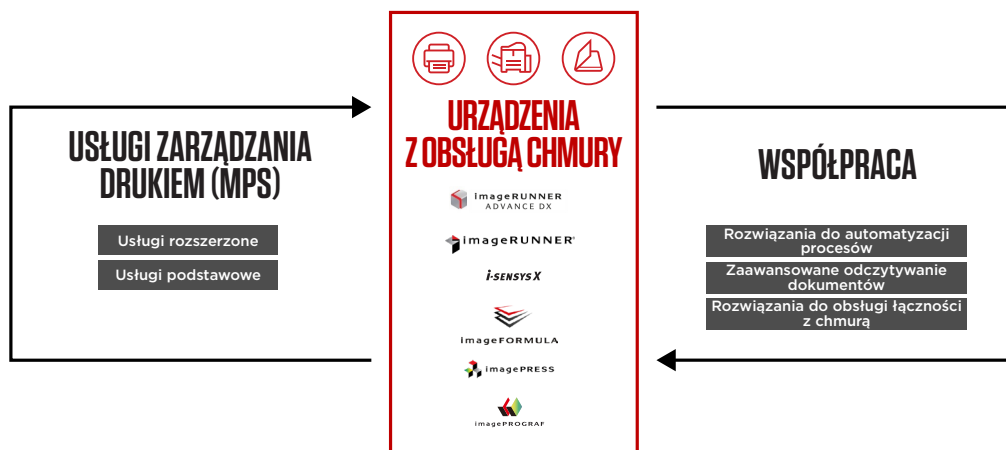 USŁUGI ZARZĄDZANIA
DRUKIEM (MPS)
Usługi rozszerzone
Usługi podstawowe
URZĄDZENIA
Z OBSŁUGĄ CHMURY
imageRUNNER
ADVANCE DX
imageRUNNER®
i-SENSYS X
imageFORMULA
imagePRESS
imagePROGRAF
WSPÓŁPRACA
Rozwiązania do automatyzacji
procesów
Zaawansowane odczytywanie
dokumentów
Rozwiązania do obsługi łączności
z chmurą